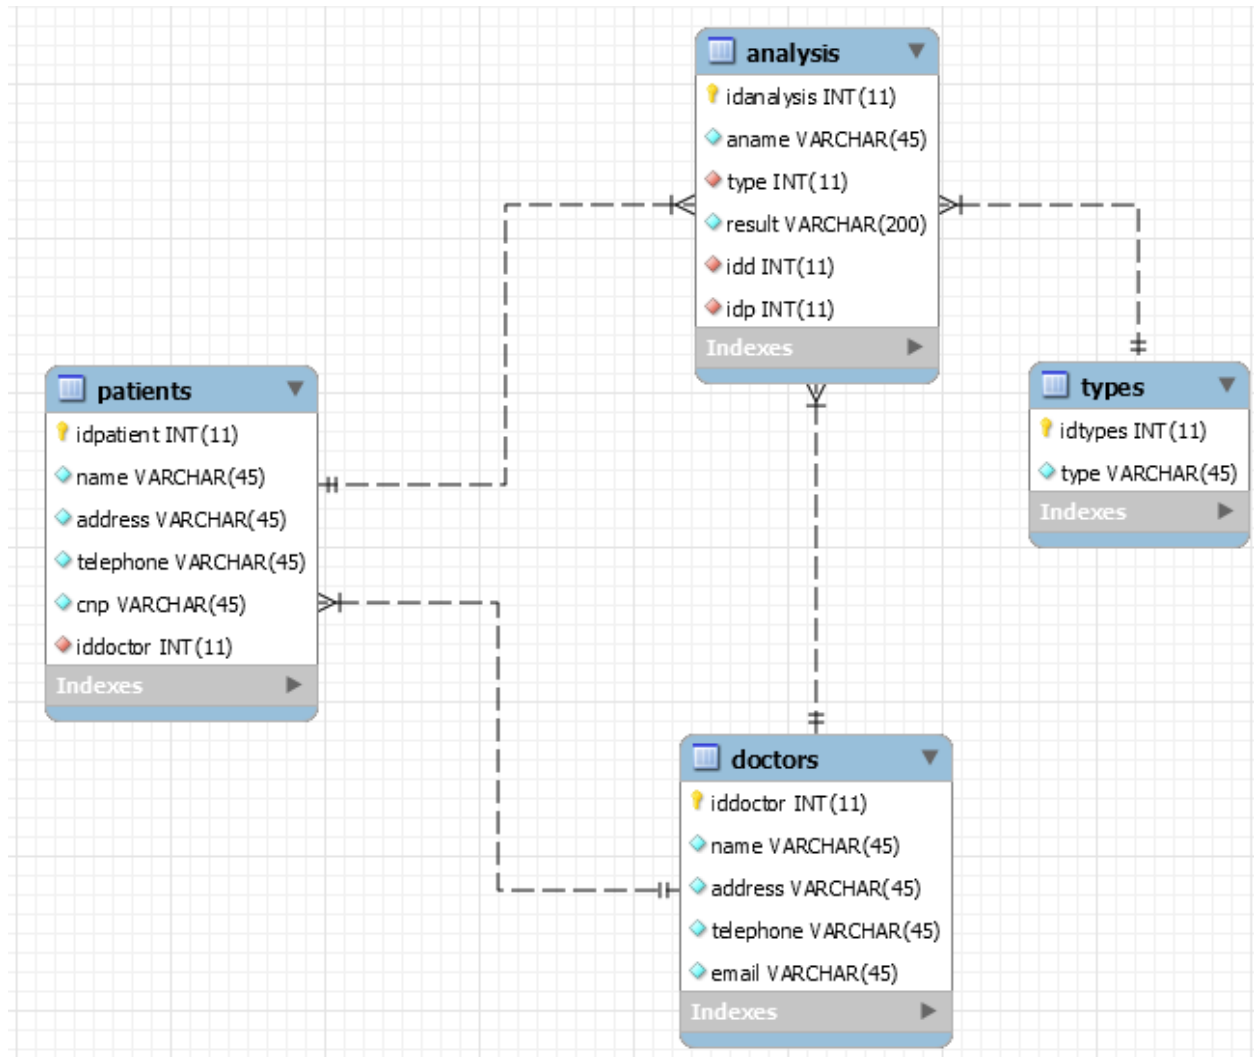 analysis
idanalysis INT(11)
aname VARCHAR(45)
type INT(11)
result VARCHAR(200)
idd INT(11)
idp INT(11)
Indexes
patients
idpatient INT(11)
name VARCHAR(45)
address VARCHAR(45)
telephone VARCHAR(45)
cnp VARCHAR(45)
iddoctor INT(11)
Indexes
types
idtypes INT(11)
type VARCHAR(45)
Indexes
doctors
iddoctor INT(11)
name VARCHAR(45)
address VARCHAR(45)
telephone VARCHAR(45)
email VARCHAR(45)
Indexes